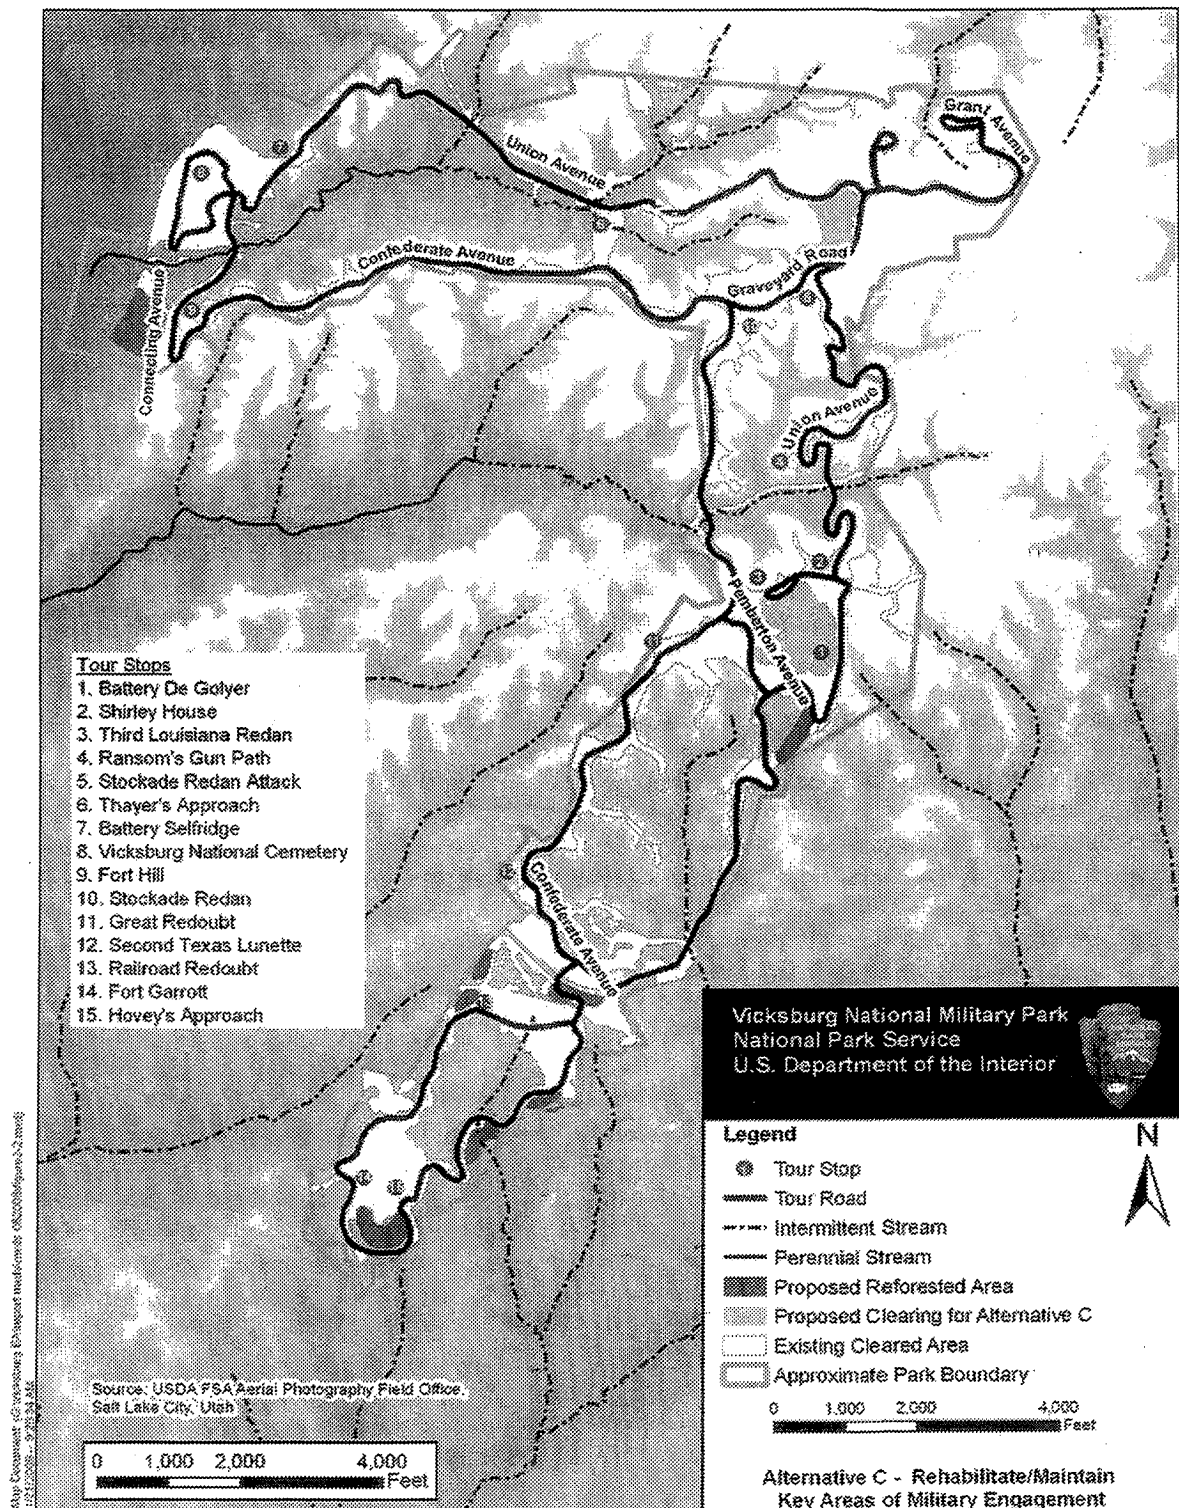 Grant Avenue
Union Avenue
Confederate Avenue
Graveyard Road
Connecting Avenue
Union Avenue
Pemberton Avenue
Confederate Avenue
Tour Stops
1. Battery De Golyer
2. Shirley House
3. Third Louisiana Redan
4. Ransom's Gun Path
5. Stockade Redan Attack
6. Thayer's Approach
7. Battery Selfridge
8. Vicksburg National Cemetery
9. Fort Hill
10. Stockade Redan
11. Great Redoubt
12. Second Texas Lunette
13. Railroad Redoubt
14. Fort Garrott
15. Hovey's Approach
Vicksburg National Military Park
National Park Service
U.S. Department of the Interior
Legend
N
Tour Stop
Tour Road
Intermittent Stream
Perennial Stream
Proposed Reforested Area
Proposed Clearing for Alternative C
Existing Cleared Area
Approximate Park Boundary
0 1,000 2,000 4,000
Feet
Source: USDA FSA Aerial Photography Field Office,
Salt Lake City, Utah
0 1,000 2,000 4,000
Feet
Alternative C - Rehabilitate/Maintain
Key Areas of Military Engagement